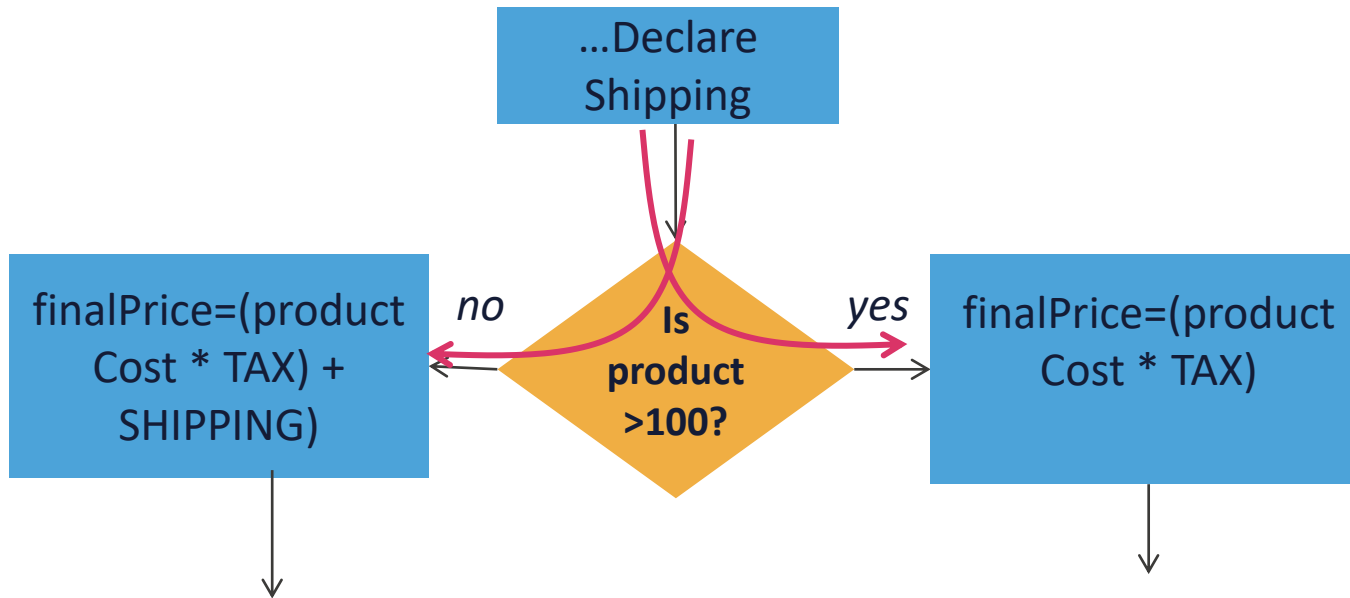 …Declare
Shipping
no
yes
finalPrice=(product
Cost * TAX) +
SHIPPING)
Is
product
>100?
finalPrice=(product
Cost * TAX)